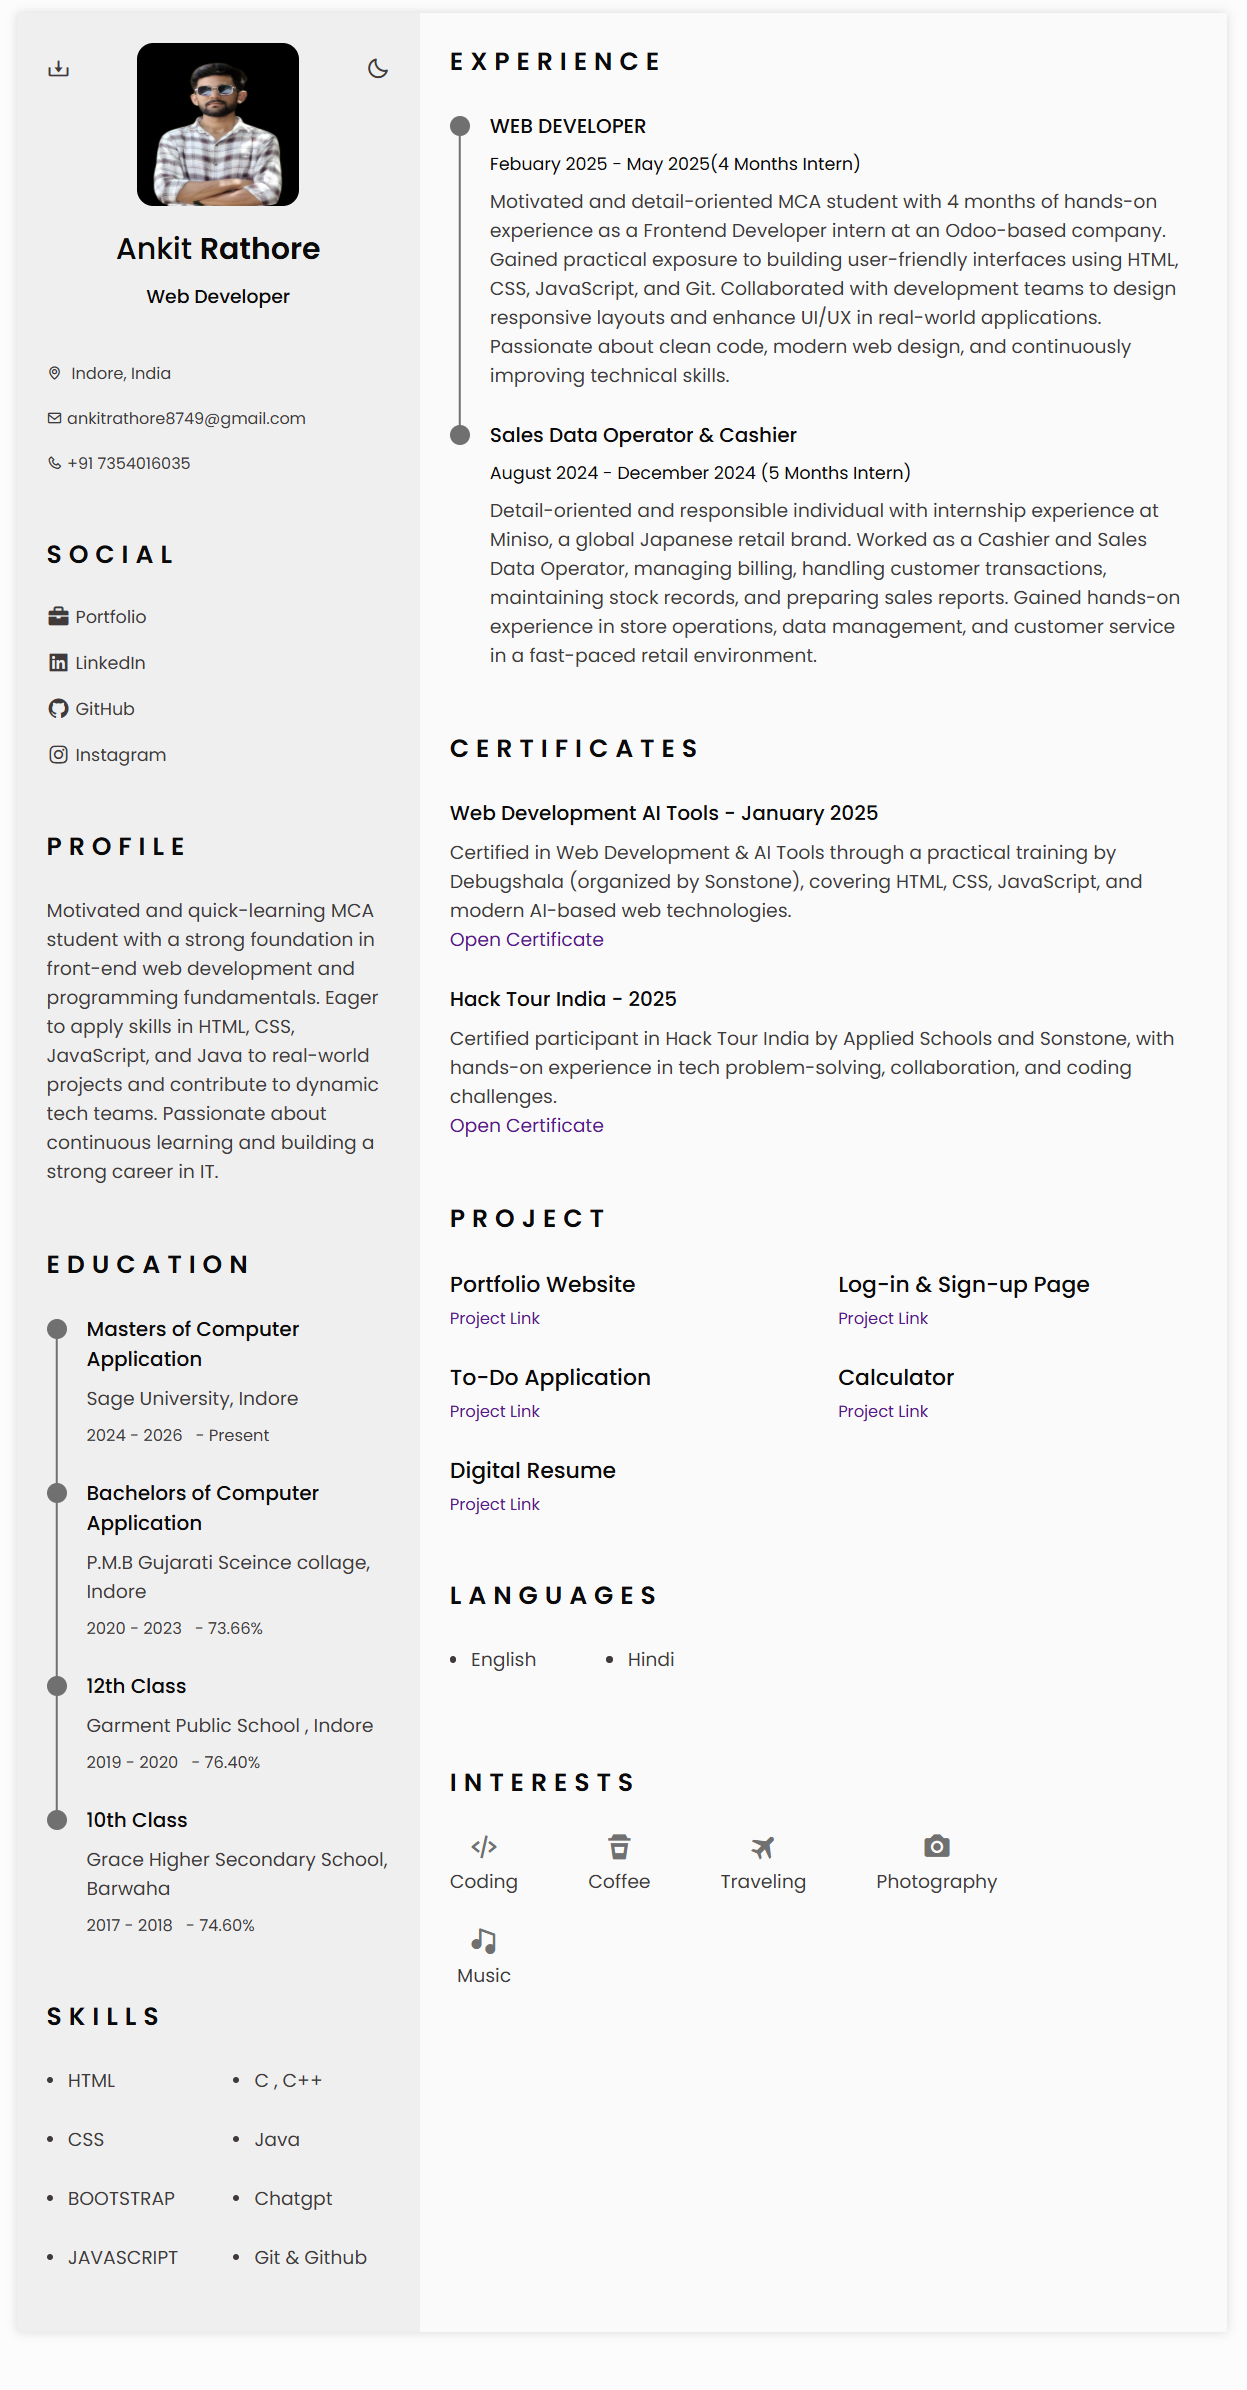 Ankit Rathore
Web Developer
Indore, India
ankitrathore8749@gmail.com
+91 7354016035
SOCIAL
Portfolio
LinkedIn
GitHub
Instagram
PROFILE
Motivated and quick-learning MCA
student with a strong foundation in
front-end web development and
programming fundamentals. Eager
to apply skills in HTML, CSS,
JavaScript, and Java to real-world
projects and contribute to dynamic
tech teams. Passionate about
continuous learning and building a
strong career in IT.
EDUCATION
Masters of Computer
Application
Sage University, Indore
2024 - 2026 - Present
Bachelors of Computer
Application
P.M.B Gujarati Sceince collage,
Indore
2020 - 2023 - 73.66%
12th Class
Garment Public School , Indore
2019 - 2020 - 76.40%
10th Class
Grace Higher Secondary School,
Barwaha
2017 - 2018 - 74.60%
SKILLS
HTML
C , C++
CSS
Java
BOOTSTRAP
Chatgpt
JAVASCRIPT
Git & Github
EXPERIENCE
WEB DEVELOPER
Febuary 2025 - May 2025(4 Months Intern)
Motivated and detail-oriented MCA student with 4 months of hands-on
experience as a Frontend Developer intern at an Odoo-based company.
Gained practical exposure to building user-friendly interfaces using HTML,
CSS, JavaScript, and Git. Collaborated with development teams to design
responsive layouts and enhance UI/UX in real-world applications.
Passionate about clean code, modern web design, and continuously
improving technical skills.
Sales Data Operator & Cashier
August 2024 - December 2024 (5 Months Intern)
Detail-oriented and responsible individual with internship experience at
Miniso, a global Japanese retail brand. Worked as a Cashier and Sales
Data Operator, managing billing, handling customer transactions,
maintaining stock records, and preparing sales reports. Gained hands-on
experience in store operations, data management, and customer service
in a fast-paced retail environment.
CERTIFICATES
Web Development AI Tools - January 2025
Certified in Web Development & AI Tools through a practical training by
Debugshala (organized by Sonstone), covering HTML, CSS, JavaScript, and
modern AI-based web technologies.
Open Certificate
Hack Tour India - 2025
Certified participant in Hack Tour India by Applied Schools and Sonstone, with
hands-on experience in tech problem-solving, collaboration, and coding
challenges.
Open Certificate
PROJECT
Portfolio Website
Project Link
Log-in & Sign-up Page
Project Link
To-Do Application
Project Link
Calculator
Project Link
Digital Resume
Project Link
LANGUAGES
English
Hindi
INTERESTS
Coding
Coffee
Traveling
Photography
Music